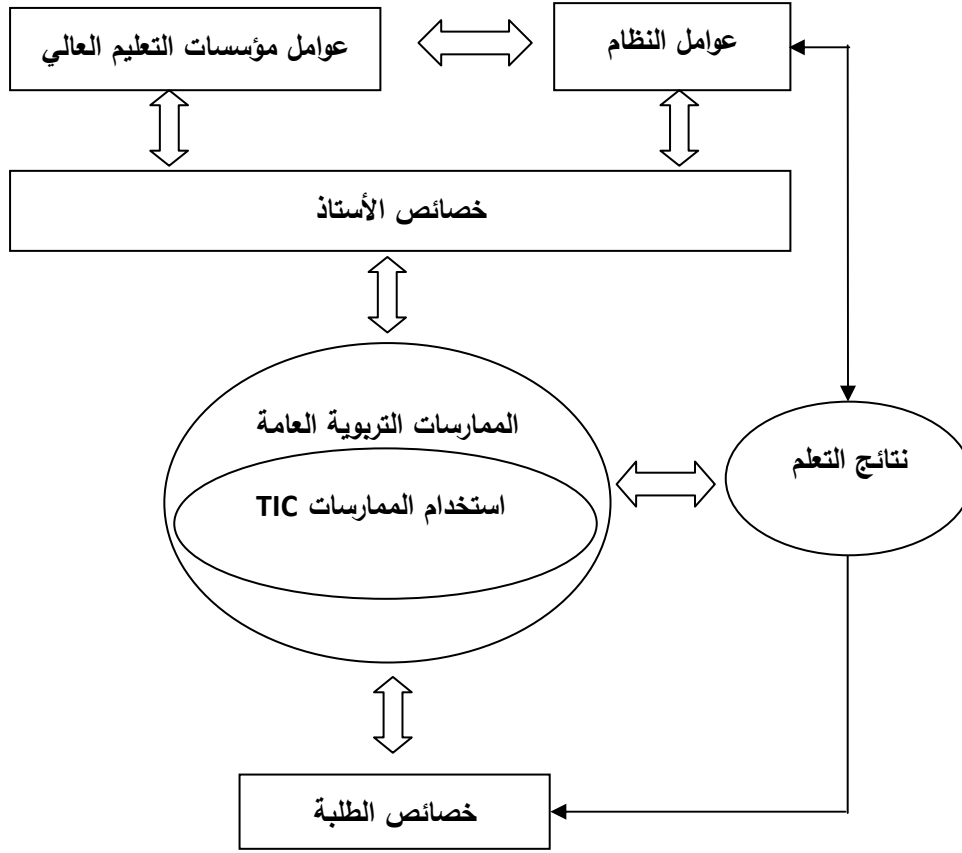 عوامل النظام
عوامل مؤسسات التعليم العالي
خصائص الأستاذ
الممارسات التربوية العامة
نتائج التعلم
استخدام الممارسات TIC
خصائص الطلبة